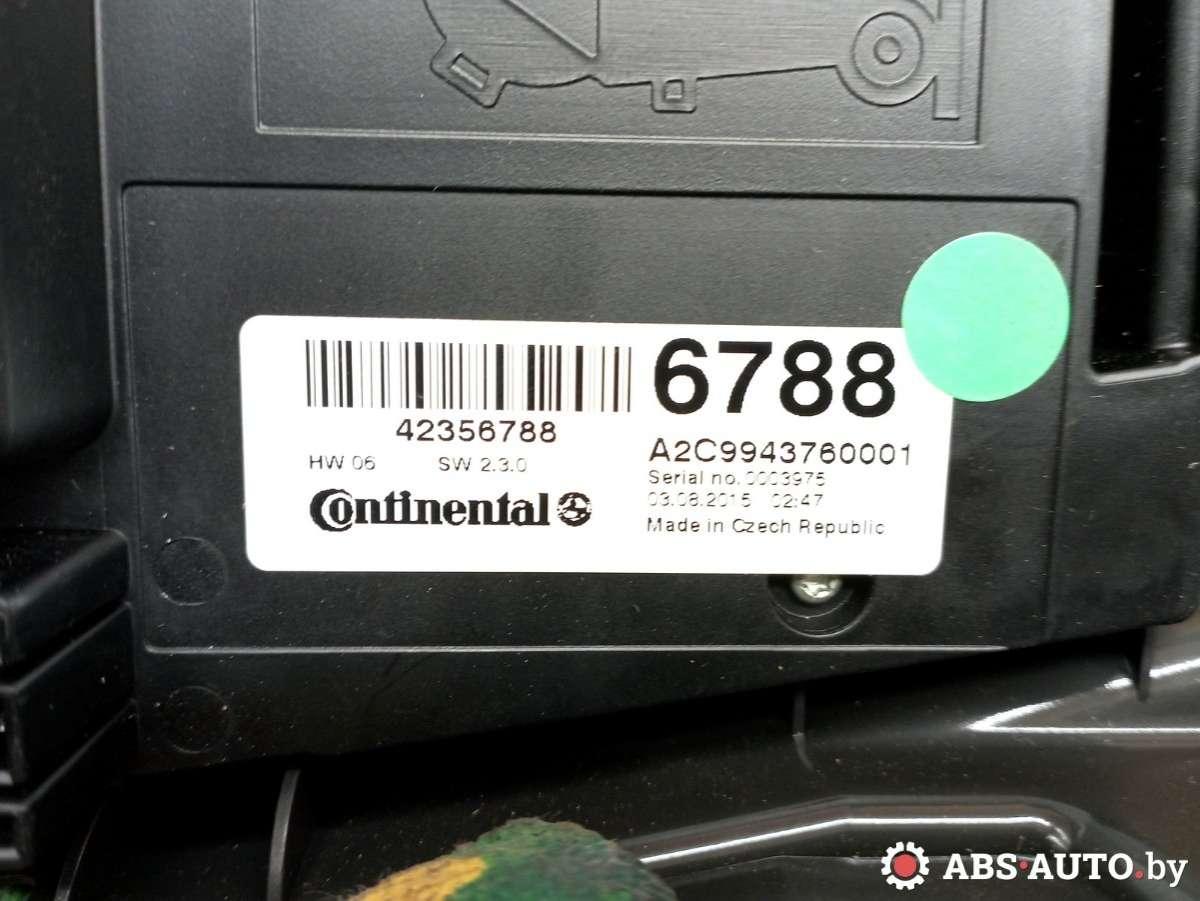 6788
42356788
A2C9943760001
HW 06 SW 2.3.0
Serial no. 0003975
03.08.2015 02:47
Continental
Made in Czech Republic
ABS-AUTO.by